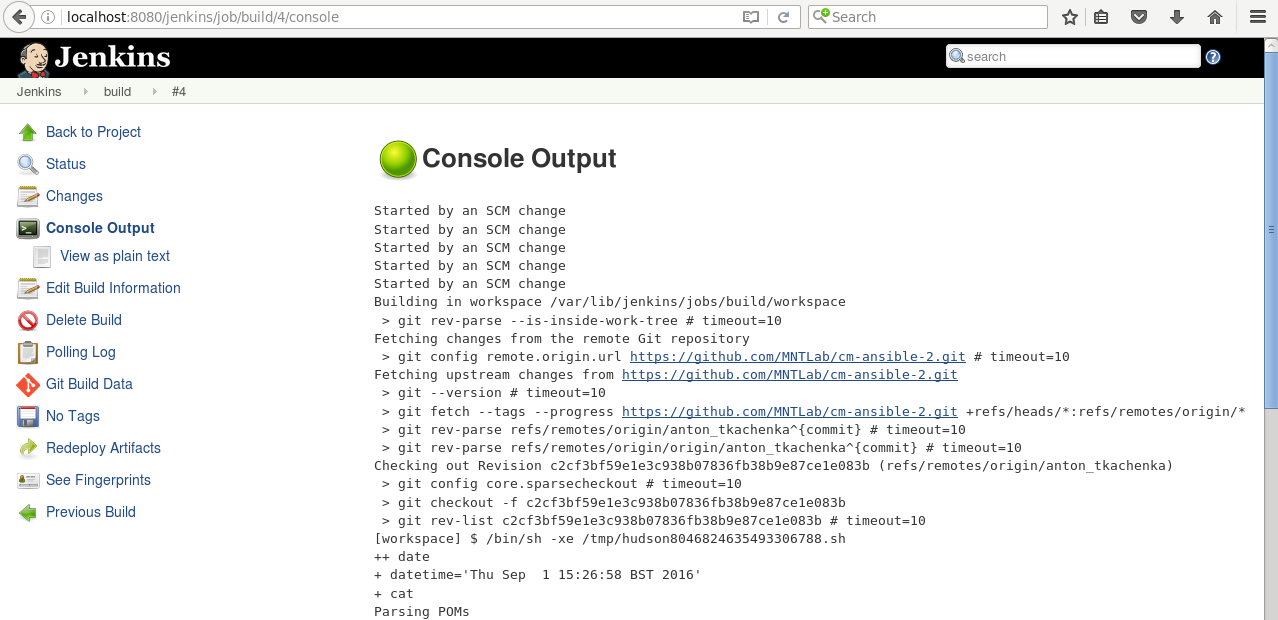 localhost:8080/jenkins/job/build/4/console
Search
Jenkins
search
Jenkins build #4
Back to Project
Status
Changes
Console Output
View as plain text
Edit Build Information
Delete Build
Polling Log
Git Build Data
No Tags
Redeploy Artifacts
See Fingerprints
Previous Build
Console Output
Started by an SCM change
Started by an SCM change
Started by an SCM change
Started by an SCM change
Started by an SCM change
Building in workspace /var/lib/jenkins/jobs/build/workspace
 > git rev-parse --is-inside-work-tree # timeout=10
Fetching changes from the remote Git repository
 > git config remote.origin.url https://github.com/MNTLab/cm-ansible-2.git # timeout=10
Fetching upstream changes from https://github.com/MNTLab/cm-ansible-2.git
 > git --version # timeout=10
 > git fetch --tags --progress https://github.com/MNTLab/cm-ansible-2.git +refs/heads/*:refs/remotes/origin/*
 > git rev-parse refs/remotes/origin/anton_tkachenka^{commit} # timeout=10
 > git rev-parse refs/remotes/origin/origin/anton_tkachenka^{commit} # timeout=10
Checking out Revision c2cf3bf59e1e3c938b07836fb38b9e87ce1e083b (refs/remotes/origin/anton_tkachenka)
 > git config core.sparsecheckout # timeout=10
 > git checkout -f c2cf3bf59e1e3c938b07836fb38b9e87ce1e083b
 > git rev-list c2cf3bf59e1e3c938b07836fb38b9e87ce1e083b # timeout=10
[workspace] $ /bin/sh -xe /tmp/hudson8046824635493306788.sh
++ date
+ datetime='Thu Sep  1 15:26:58 BST 2016'
+ cat
Parsing POMs